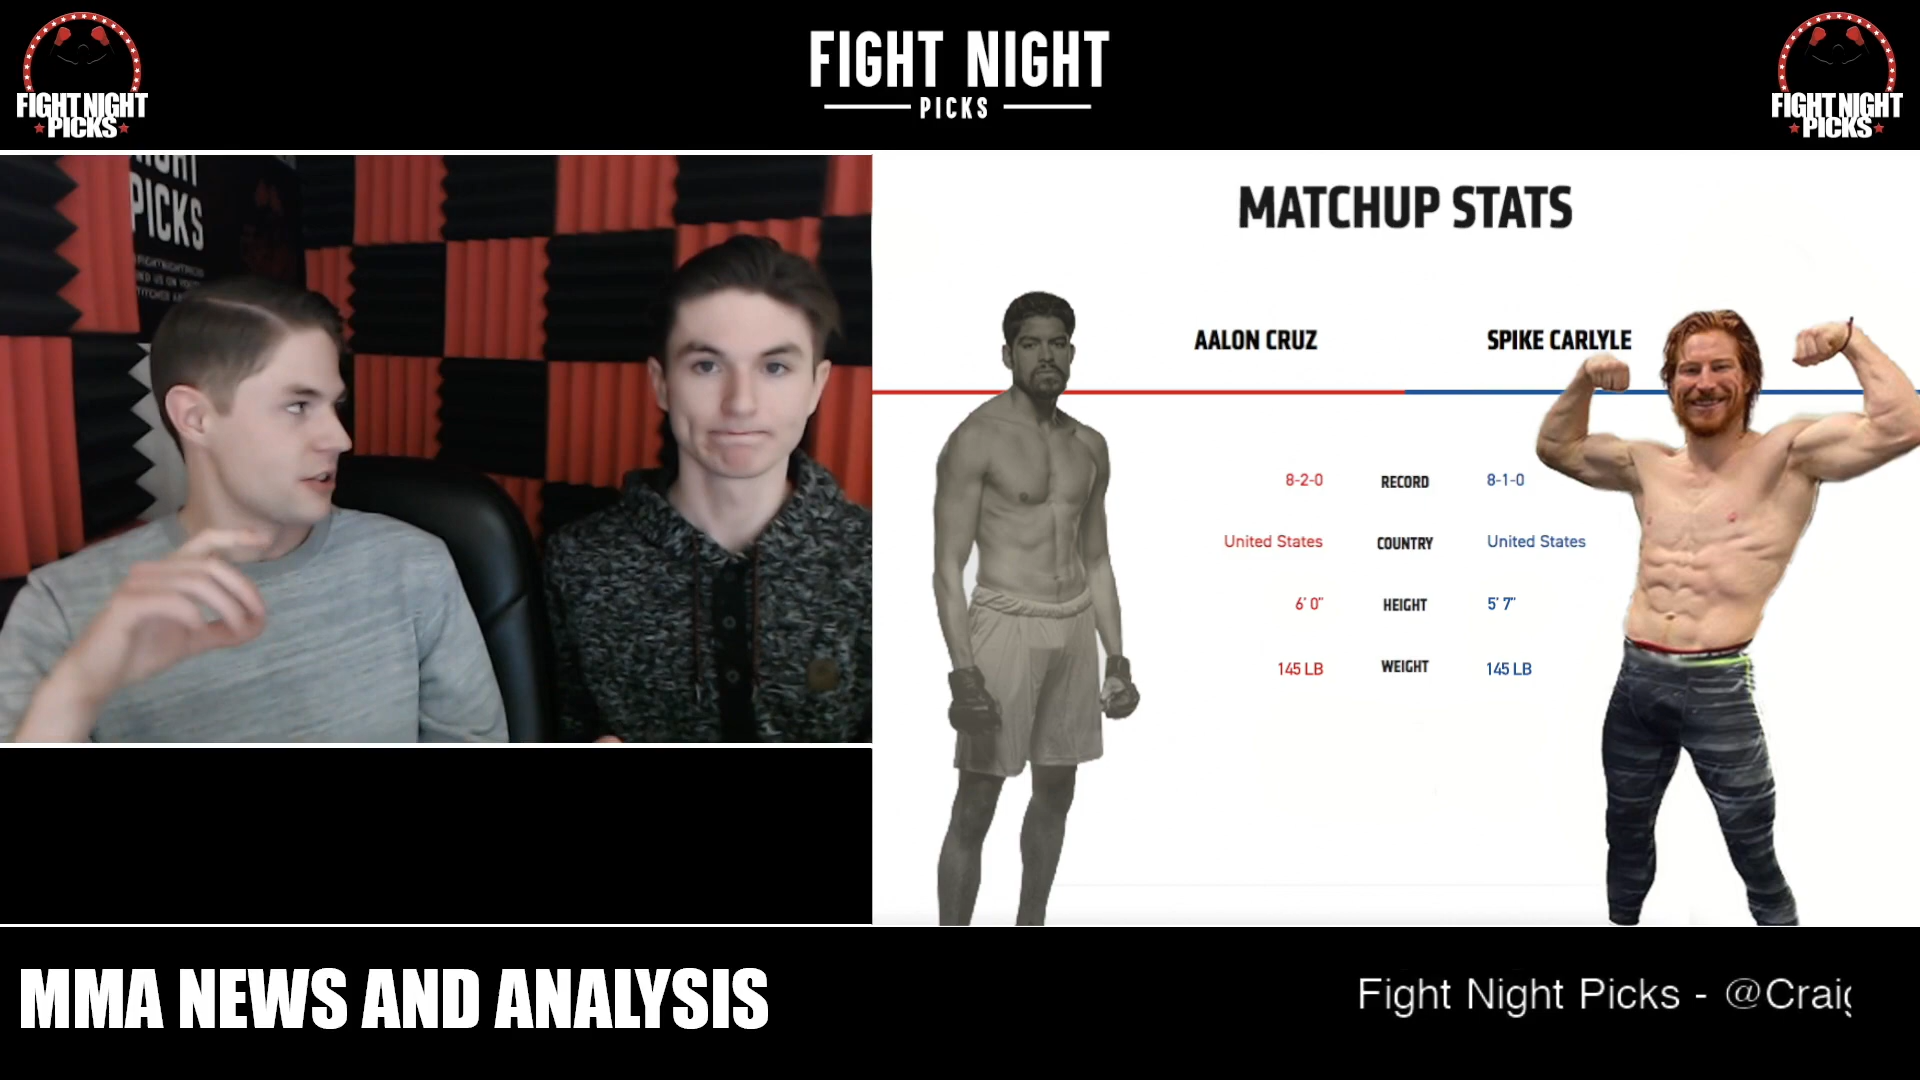 FIGHT NIGHT
PICKS
FIGHT NIGHT
PICKS
FIGHT NIGHT
PICKS
PICKS
MATCHUP STATS
AALON CRUZ
SPIKE CARLYLE
8-2-0 RECORD 8-1-0
United States COUNTRY United States
6' 0" HEIGHT 5' 7"
145 LB WEIGHT 145 LB
MMA NEWS AND ANALYSIS
Fight Night Picks - @Craig